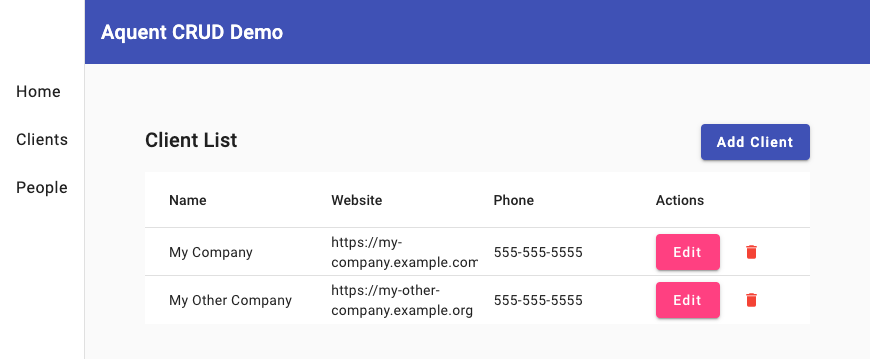 Aquent CRUD Demo
Home
Clients
People
Client List
Add Client
Name Website Phone Actions
My Company https://my-
company.example.com 555-555-5555 Edit
My Other Company https://my-other-
company.example.org 555-555-5555 Edit